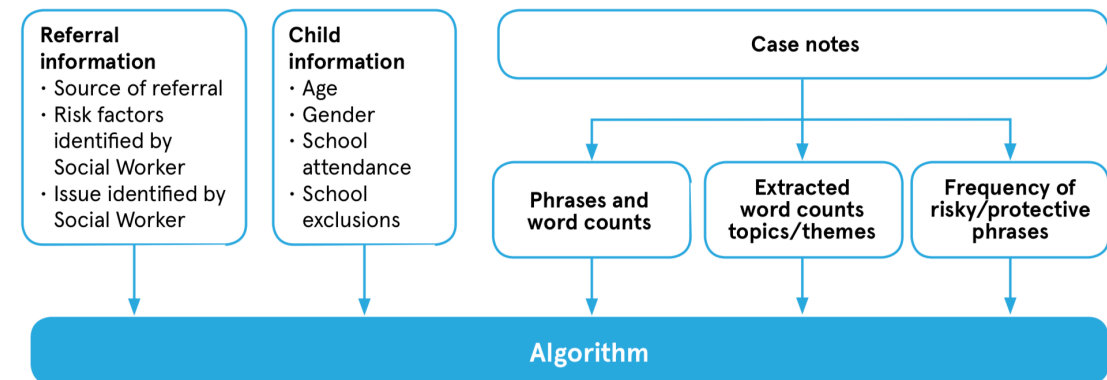 Referral
information
· Source of referral
· Risk factors
identified by
Social Worker
· Issue identified by
Social Worker
Child
information
· Age
· Gender
· School
attendance
· School
exclusions
Case notes
Phrases and
word counts
Extracted
word counts
topics/themes
Frequency of
risky/protective
phrases
Algorithm